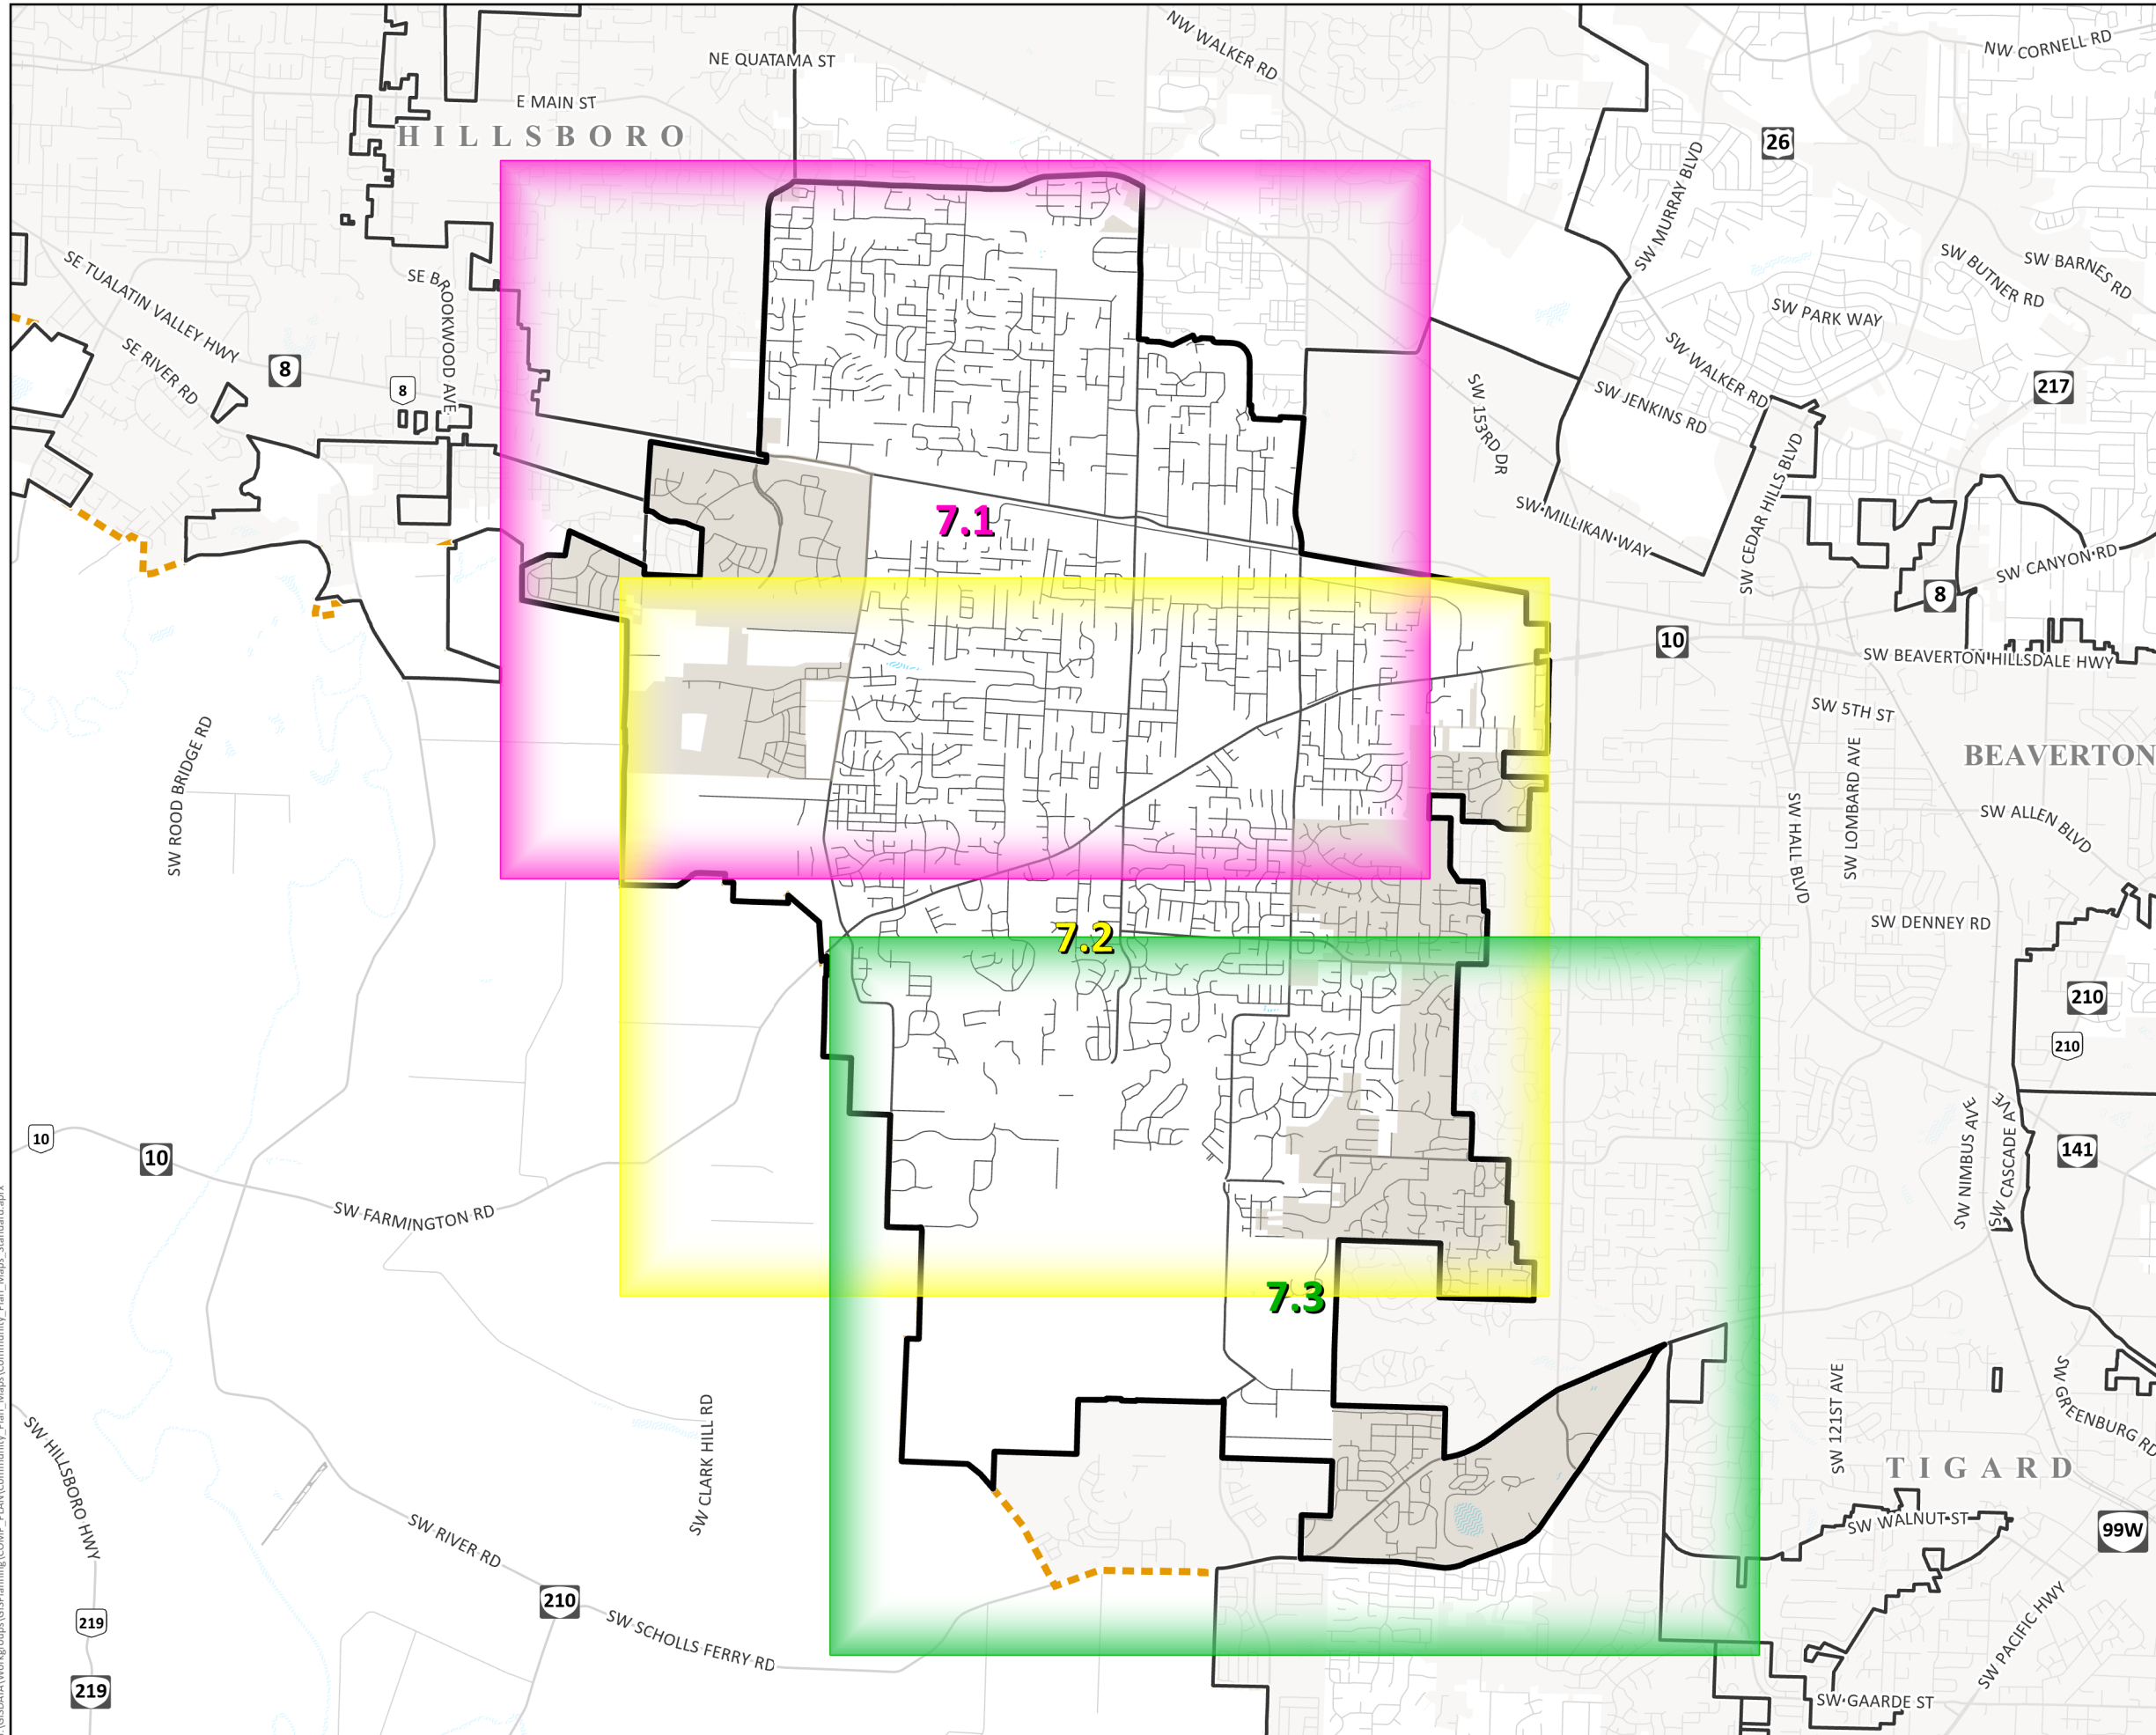 NW CORNELL RD
NW WALKER RD
NE QUATAMA ST
E MAIN ST
HILLSBORO
26
SW MURRAY BLVD
SW BARNES RD
SW BUTNER RD
SE TUALATIN VALLEY HWY
SE BROOKWOOD AVE
SW PARK WAY
SE RIVER RD
8
8
SW WALKER RD
217
SW JENKINS RD
SW 153RD DR
SW CEDAR HILLS BLVD
7.1
SW MILLIKAN WAY
SW CANYON RD
8
10
SW BEAVERTON HILLSDALE HWY
SW 5TH ST
SW ROOD BRIDGE RD
SW LOMBARD AVE
BEAVERTON
SW HALL BLVD
SW ALLEN BLVD
SW DENNEY RD
7.2
210
210
10
10
SW NIMBUS AVE
SW CASCADE AVE
141
SW FARMINGTON RD
7.3
SW CLARK HILL RD
SW 121ST AVE
SW GREENBURG RD
SW HILLSBORO HWY
TIGARD
SW RIVER RD
SW WALNUT ST
99W
210
219
SW SCHOLLS FERRY RD
SW PACIFIC HWY
219
SW GAARDE ST